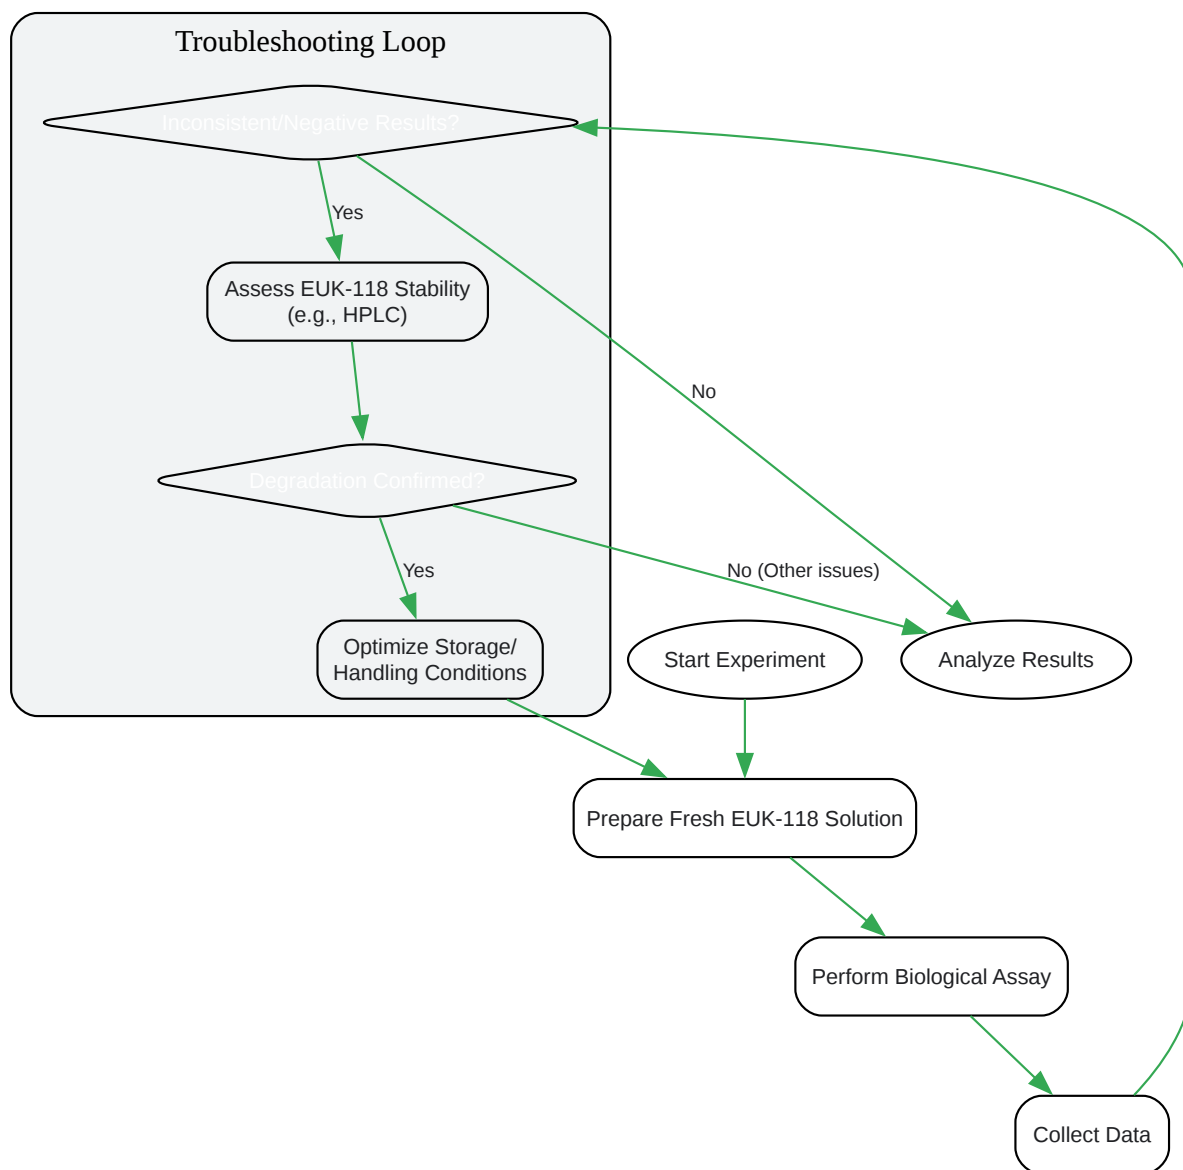 Troubleshooting Loop
Inconsistent/Negative Results?
Yes
Assess EUK-118 Stability
(e.g., HPLC)
No
Degradation Confirmed?
Yes
No (Other issues)
Optimize Storage/
Handling Conditions
Start Experiment
Analyze Results
Prepare Fresh EUK-118 Solution
Perform Biological Assay
Collect Data